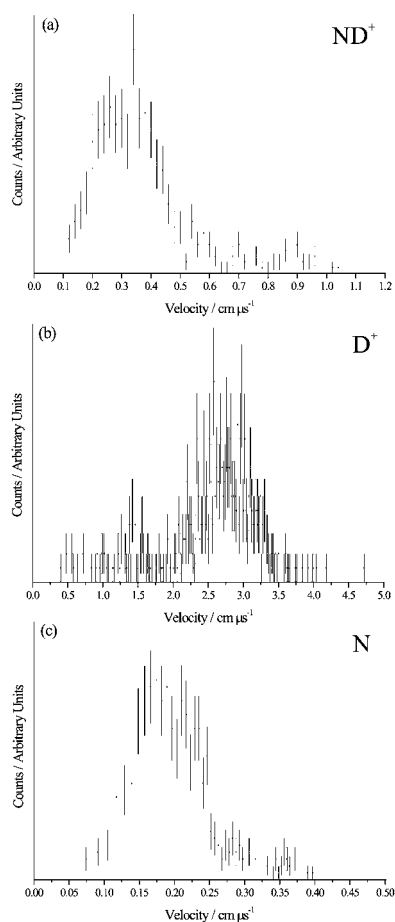 (a)
ND⁺
Counts / Arbitrary Units
0.0 0.1 0.2 0.3 0.4 0.5 0.6 0.7 0.8 0.9 1.0 1.1 1.2
Velocity / cm µs⁻¹
(b)
D⁺
Counts / Arbitrary Units
0.0 0.5 1.0 1.5 2.0 2.5 3.0 3.5 4.0 4.5 5.0
Velocity / cm µs⁻¹
(c)
N
Counts / Arbitrary Units
0.00 0.05 0.10 0.15 0.20 0.25 0.30 0.35 0.40 0.45 0.50
Velocity / cm µs⁻¹